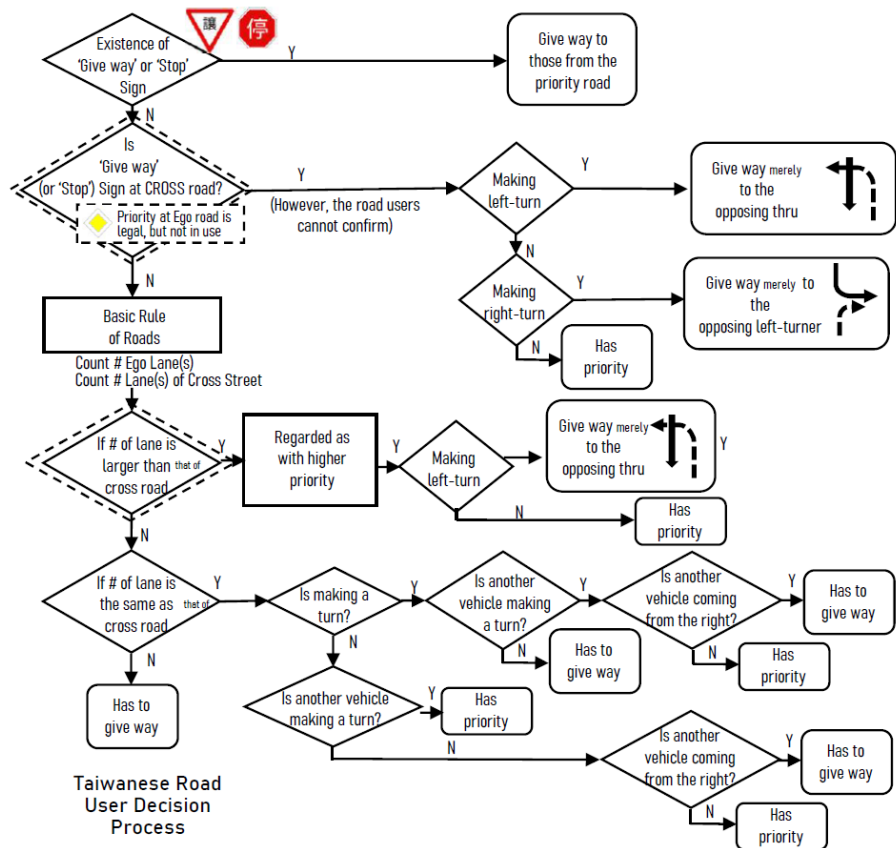 讓
停
Existence of
‘Give way’ or ‘Stop’
Sign
Y
Give way to
those from the
priority road
N
Is
‘Give way’
(or ‘Stop’) Sign at CROSS road?
Priority at Ego road is
legal, but not in use
Y
(However, the road users
cannot confirm)
Making
left-turn
Y
Give way merely
to the
opposing thru
N
N
Making
right-turn
Y
Give way merely to
the
opposing left-turner
N
Has
priority
Basic Rule
of Roads
Count # Ego Lane(s)
Count # Lane(s) of Cross Street
If # of lane is
larger than that of
cross road
Y
Regarded as
with higher
priority
Y
Making
left-turn
Give way merely
to the
opposing thru
Y
N
Has
priority
N
If # of lane is
the same as that of
cross road
Y
Is making a
turn?
Y
Is another
vehicle making
a turn?
Y
Is another
vehicle coming
from the right?
Y
Has to
give way
N
Has to
give way
N
Has to
give way
N
Has
priority
N
Is another vehicle
making a turn?
Y
Has
priority
N
Is another
vehicle coming
from the right?
Y
Has to
give way
N
Has
priority
Taiwanese Road
User Decision
Process